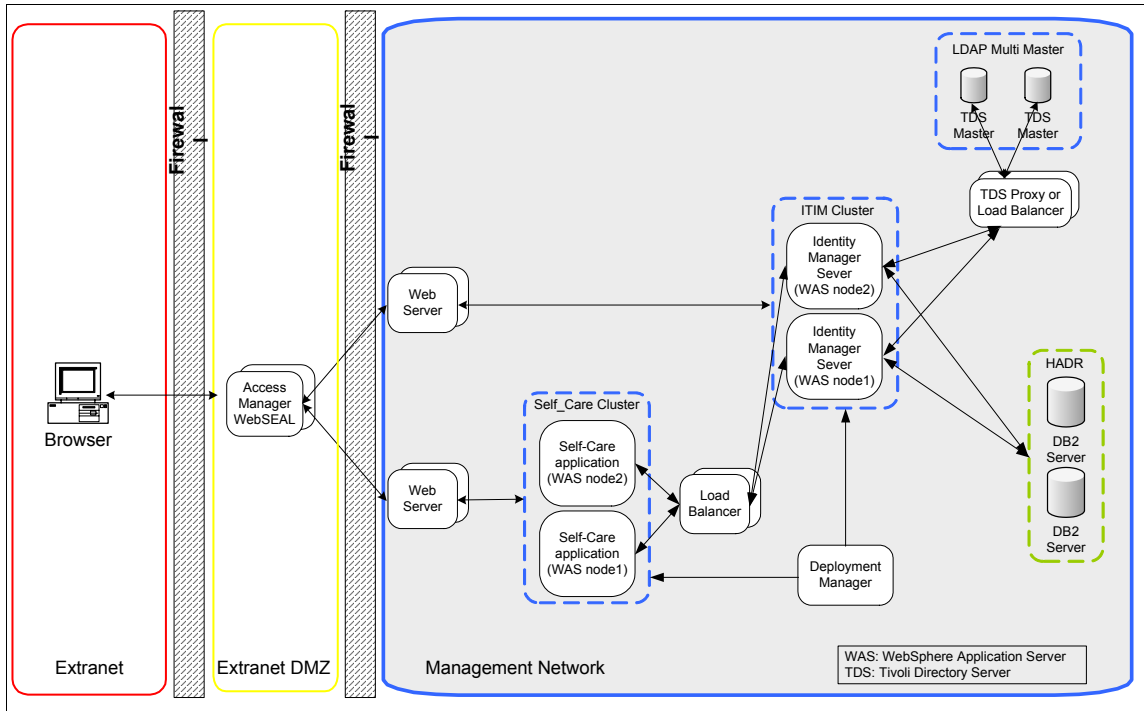 Firewal
Firewall
Browser
Extranet
Access
Manager
WebSEAL
Extranet DMZ
Web
Server
Web
Server
Self_Care Cluster
Self-Care
application
(WAS node2)
Self-Care
application
(WAS node1)
Load
Balancer
ITIM Cluster
Identity
Manager
Sever
(WAS node2)
Identity
Manager
Sever
(WAS node1)
Deployment
Manager
LDAP Multi Master
TDS
Master
TDS
Master
TDS Proxy or
Load Balancer
HADR
DB2
Server
DB2
Server
Management Network
WAS: WebSphere Application Server
TDS: Tivoli Directory Server